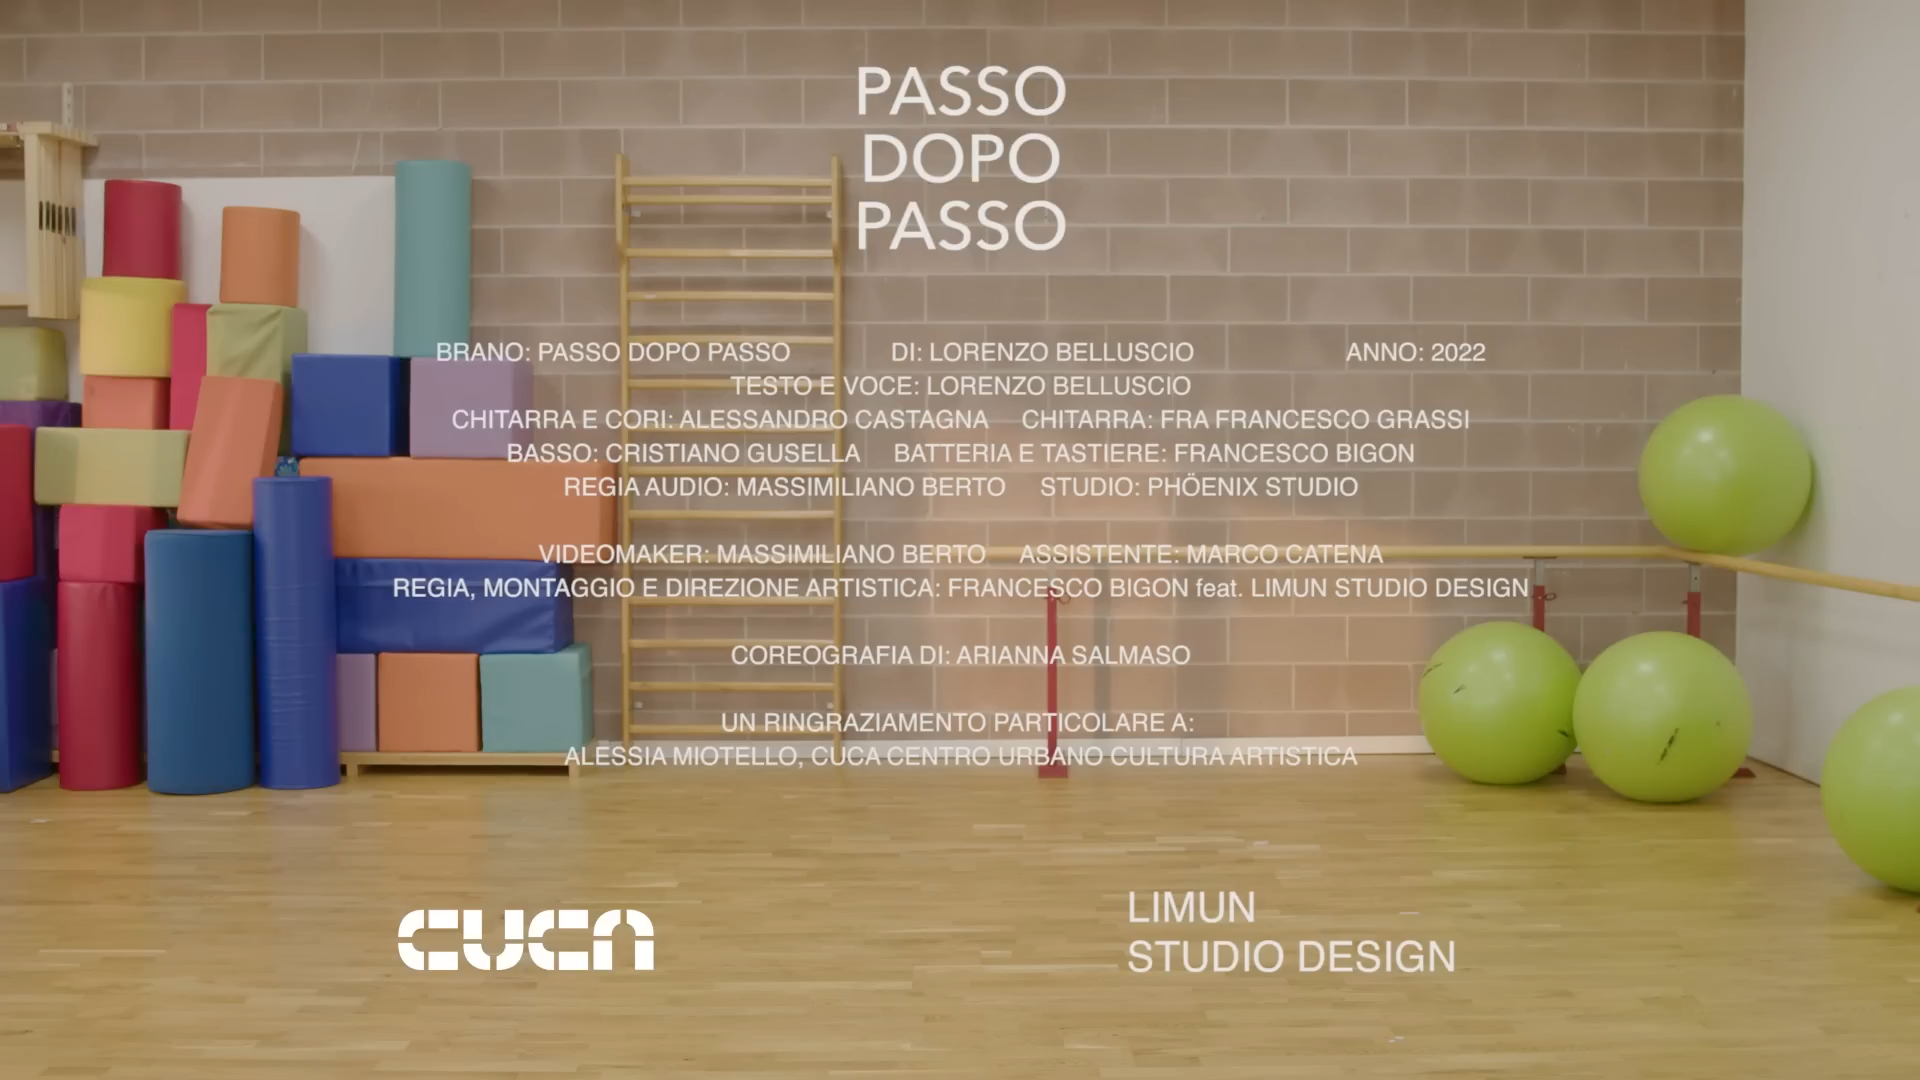 PASSO
DOPO
PASSO
BRANO: PASSO DOPO PASSO DI: LORENZO BELLUSCIO ANNO: 2022
TESTO E VOCE: LORENZO BELLUSCIO
CHITARRA E CORI: ALESSANDRO CASTAGNA CHITARRA: FRA FRANCESCO GRASSI
BASSO: CRISTIANO GUSELLA BATTERIA E TASTIERE: FRANCESCO BIGON
REGIA AUDIO: MASSIMILIANO BERTO STUDIO: PHÖENIX STUDIO
VIDEOMAKER: MASSIMILIANO BERTO ASSISTENTE: MARCO CATENA
REGIA, MONTAGGIO E DIREZIONE ARTISTICA: FRANCESCO BIGON feat. LIMUN STUDIO DESIGN
COREOGRAFIA DI: ARIANNA SALMASO
UN RINGRAZIAMENTO PARTICOLARE A:
ALESSIA MIOTELLO, CUCA CENTRO URBANO CULTURA ARTISTICA
CUCA
LIMUN
STUDIO DESIGN